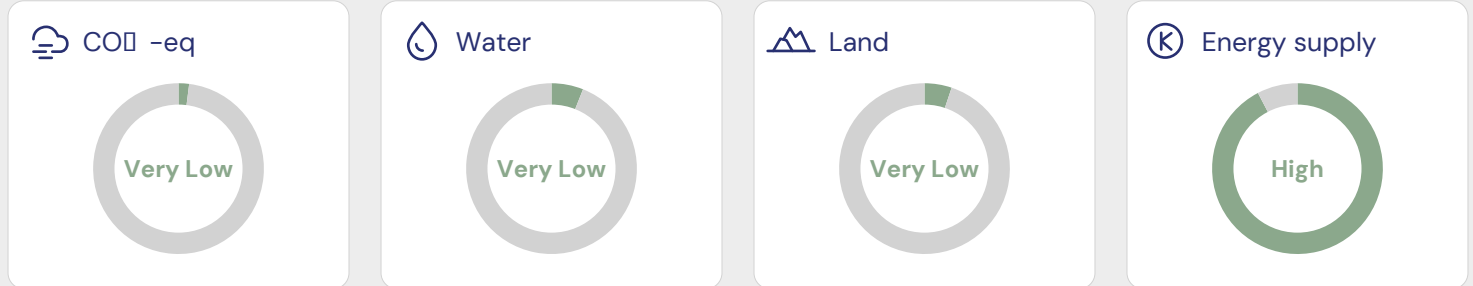 CO▯ -eq
Very Low
Water
Very Low
Land
Very Low
K Energy supply
High